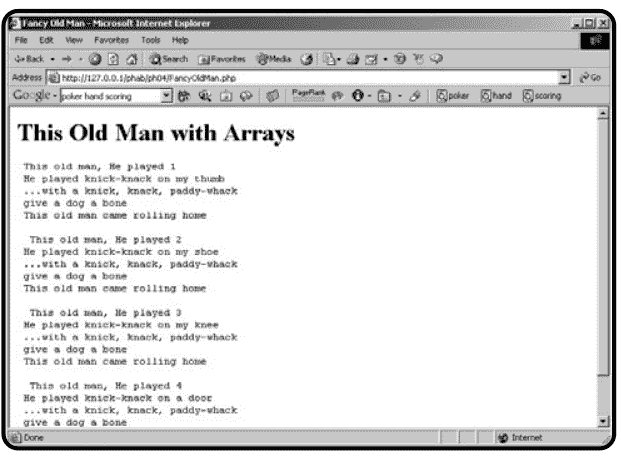 Fancy Old Man - Microsoft Internet Explorer
File Edit View Favorites Tools Help
Back Search Favorites Media
Address http://127.0.0.1/phab/ph04/FancyOldMan.php Go
Google poker hand scoring PageRank poker hand scoring
This Old Man with Arrays
This old man, He played 1
He played knick-knack on my thumb
...with a knick, knack, paddy-whack
give a dog a bone
This old man came rolling home
This old man, He played 2
He played knick-knack on my shoe
...with a knick, knack, paddy-whack
give a dog a bone
This old man came rolling home
This old man, He played 3
He played knick-knack on my knee
...with a knick, knack, paddy-whack
give a dog a bone
This old man came rolling home
This old man, He played 4
He played knick-knack on a door
...with a knick, knack, paddy-whack
give a dog a bone
Done Internet